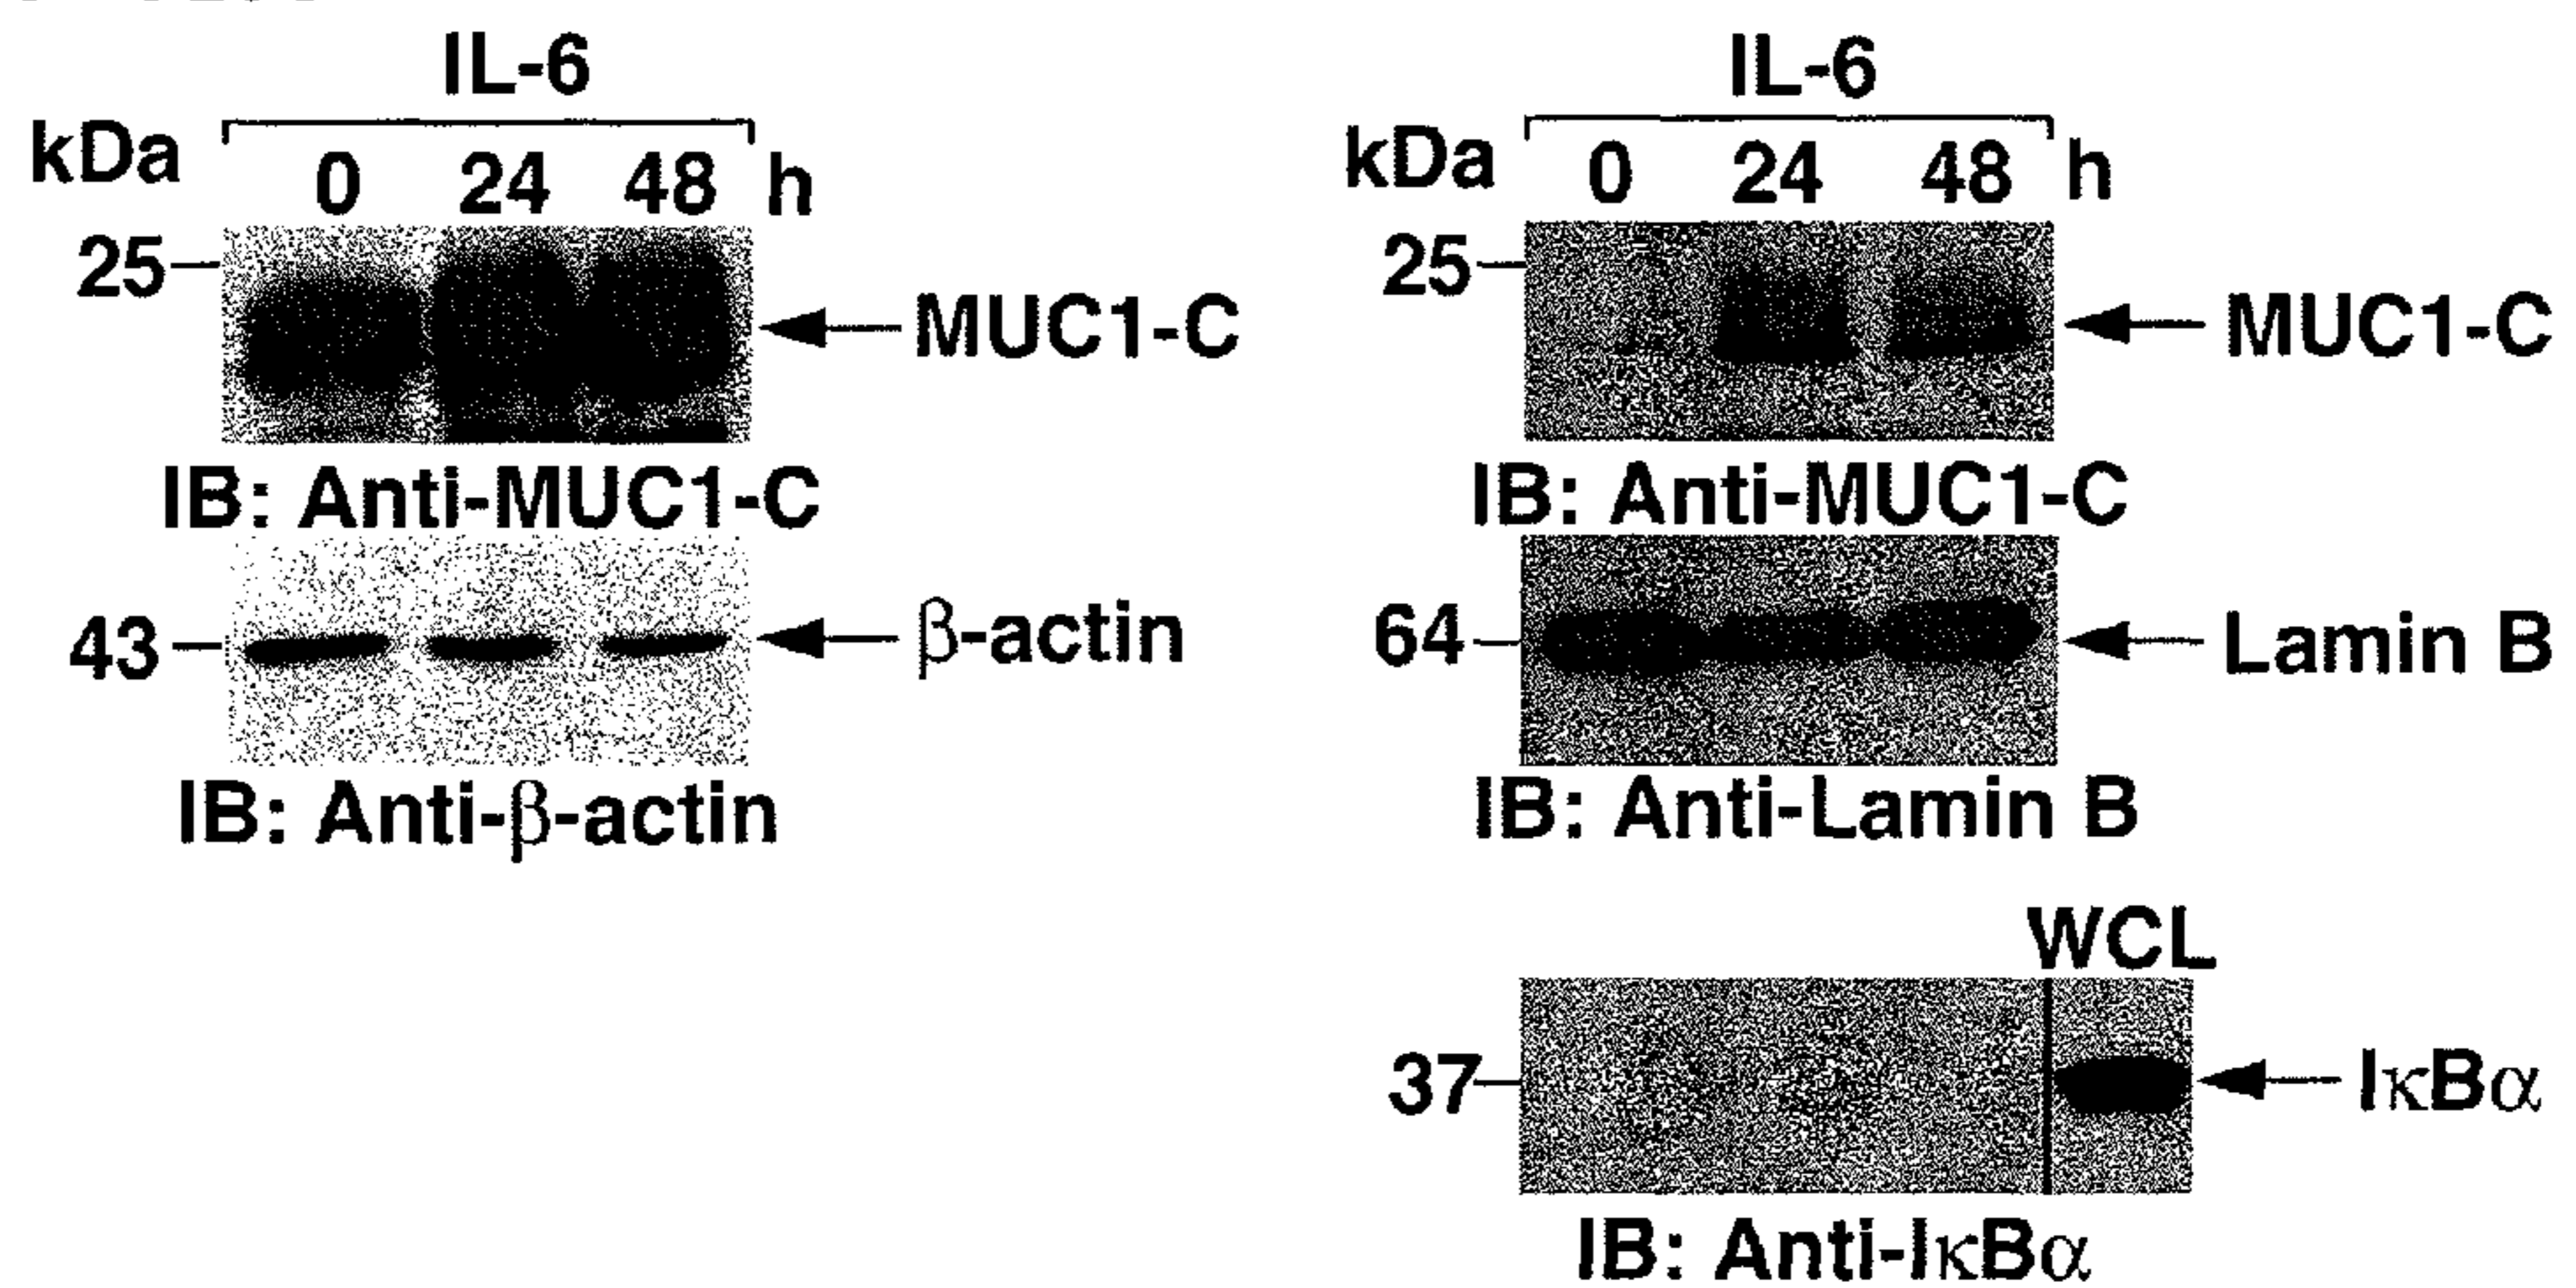 IL-6
kDa 0 24 48 h
25
MUC1-C
IB: Anti-MUC1-C
43
β-actin
IB: Anti-β-actin
IL-6
kDa 0 24 48 h
25
MUC1-C
IB: Anti-MUC1-C
64
Lamin B
IB: Anti-Lamin B
WCL
37
IκBα
IB: Anti-IκBα